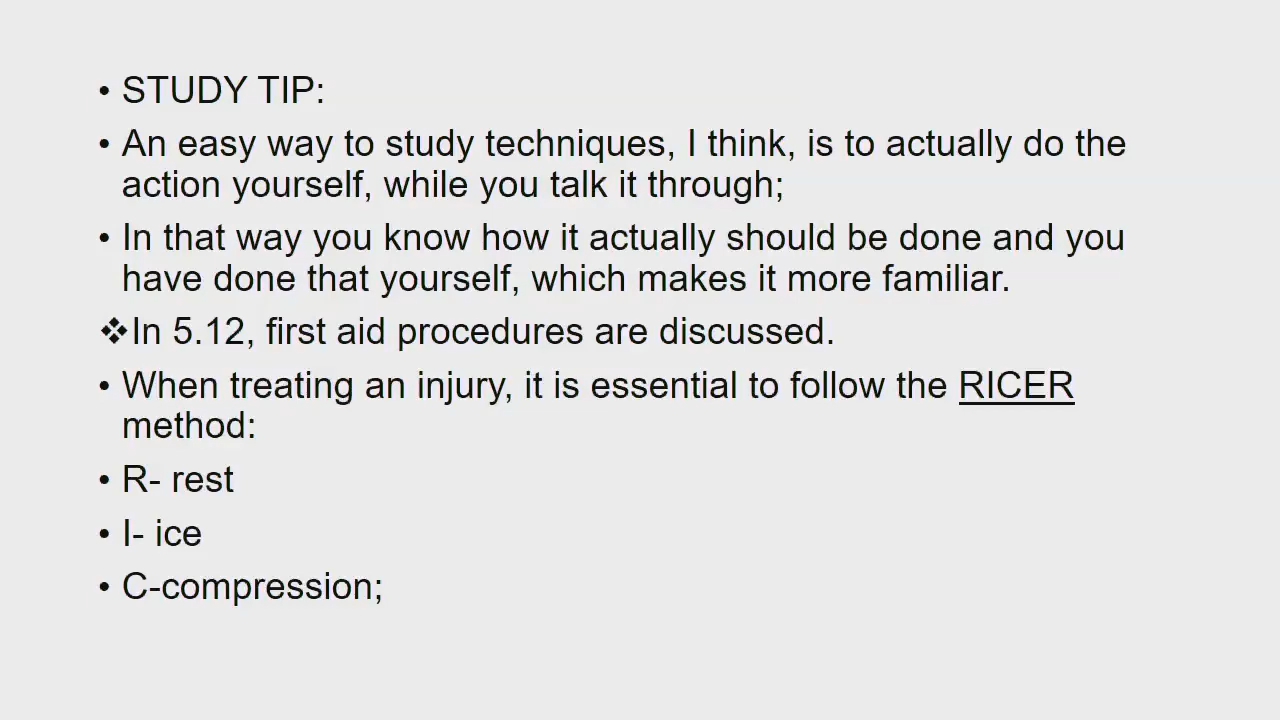 • STUDY TIP:
• An easy way to study techniques, I think, is to actually do the
action yourself, while you talk it through;
• In that way you know how it actually should be done and you
have done that yourself, which makes it more familiar.
❖In 5.12, first aid procedures are discussed.
• When treating an injury, it is essential to follow the RICER
method:
• R- rest
• I- ice
• C-compression;